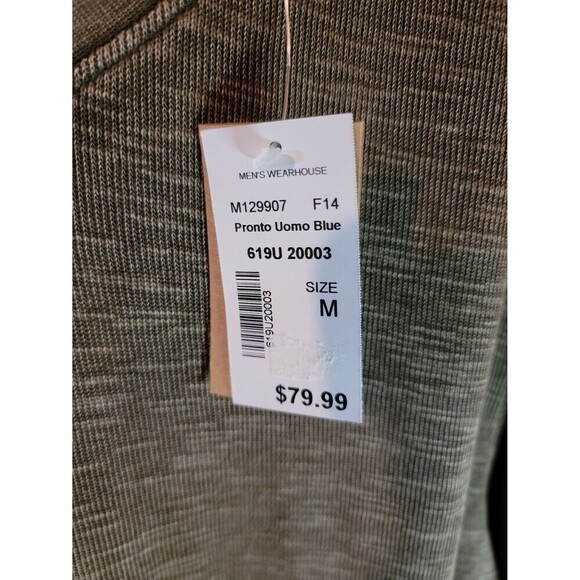 MEN'S WEARHOUSE
M129907 F14
Pronto Uomo Blue
619U 20003
SIZE
M
619U20003
$79.99